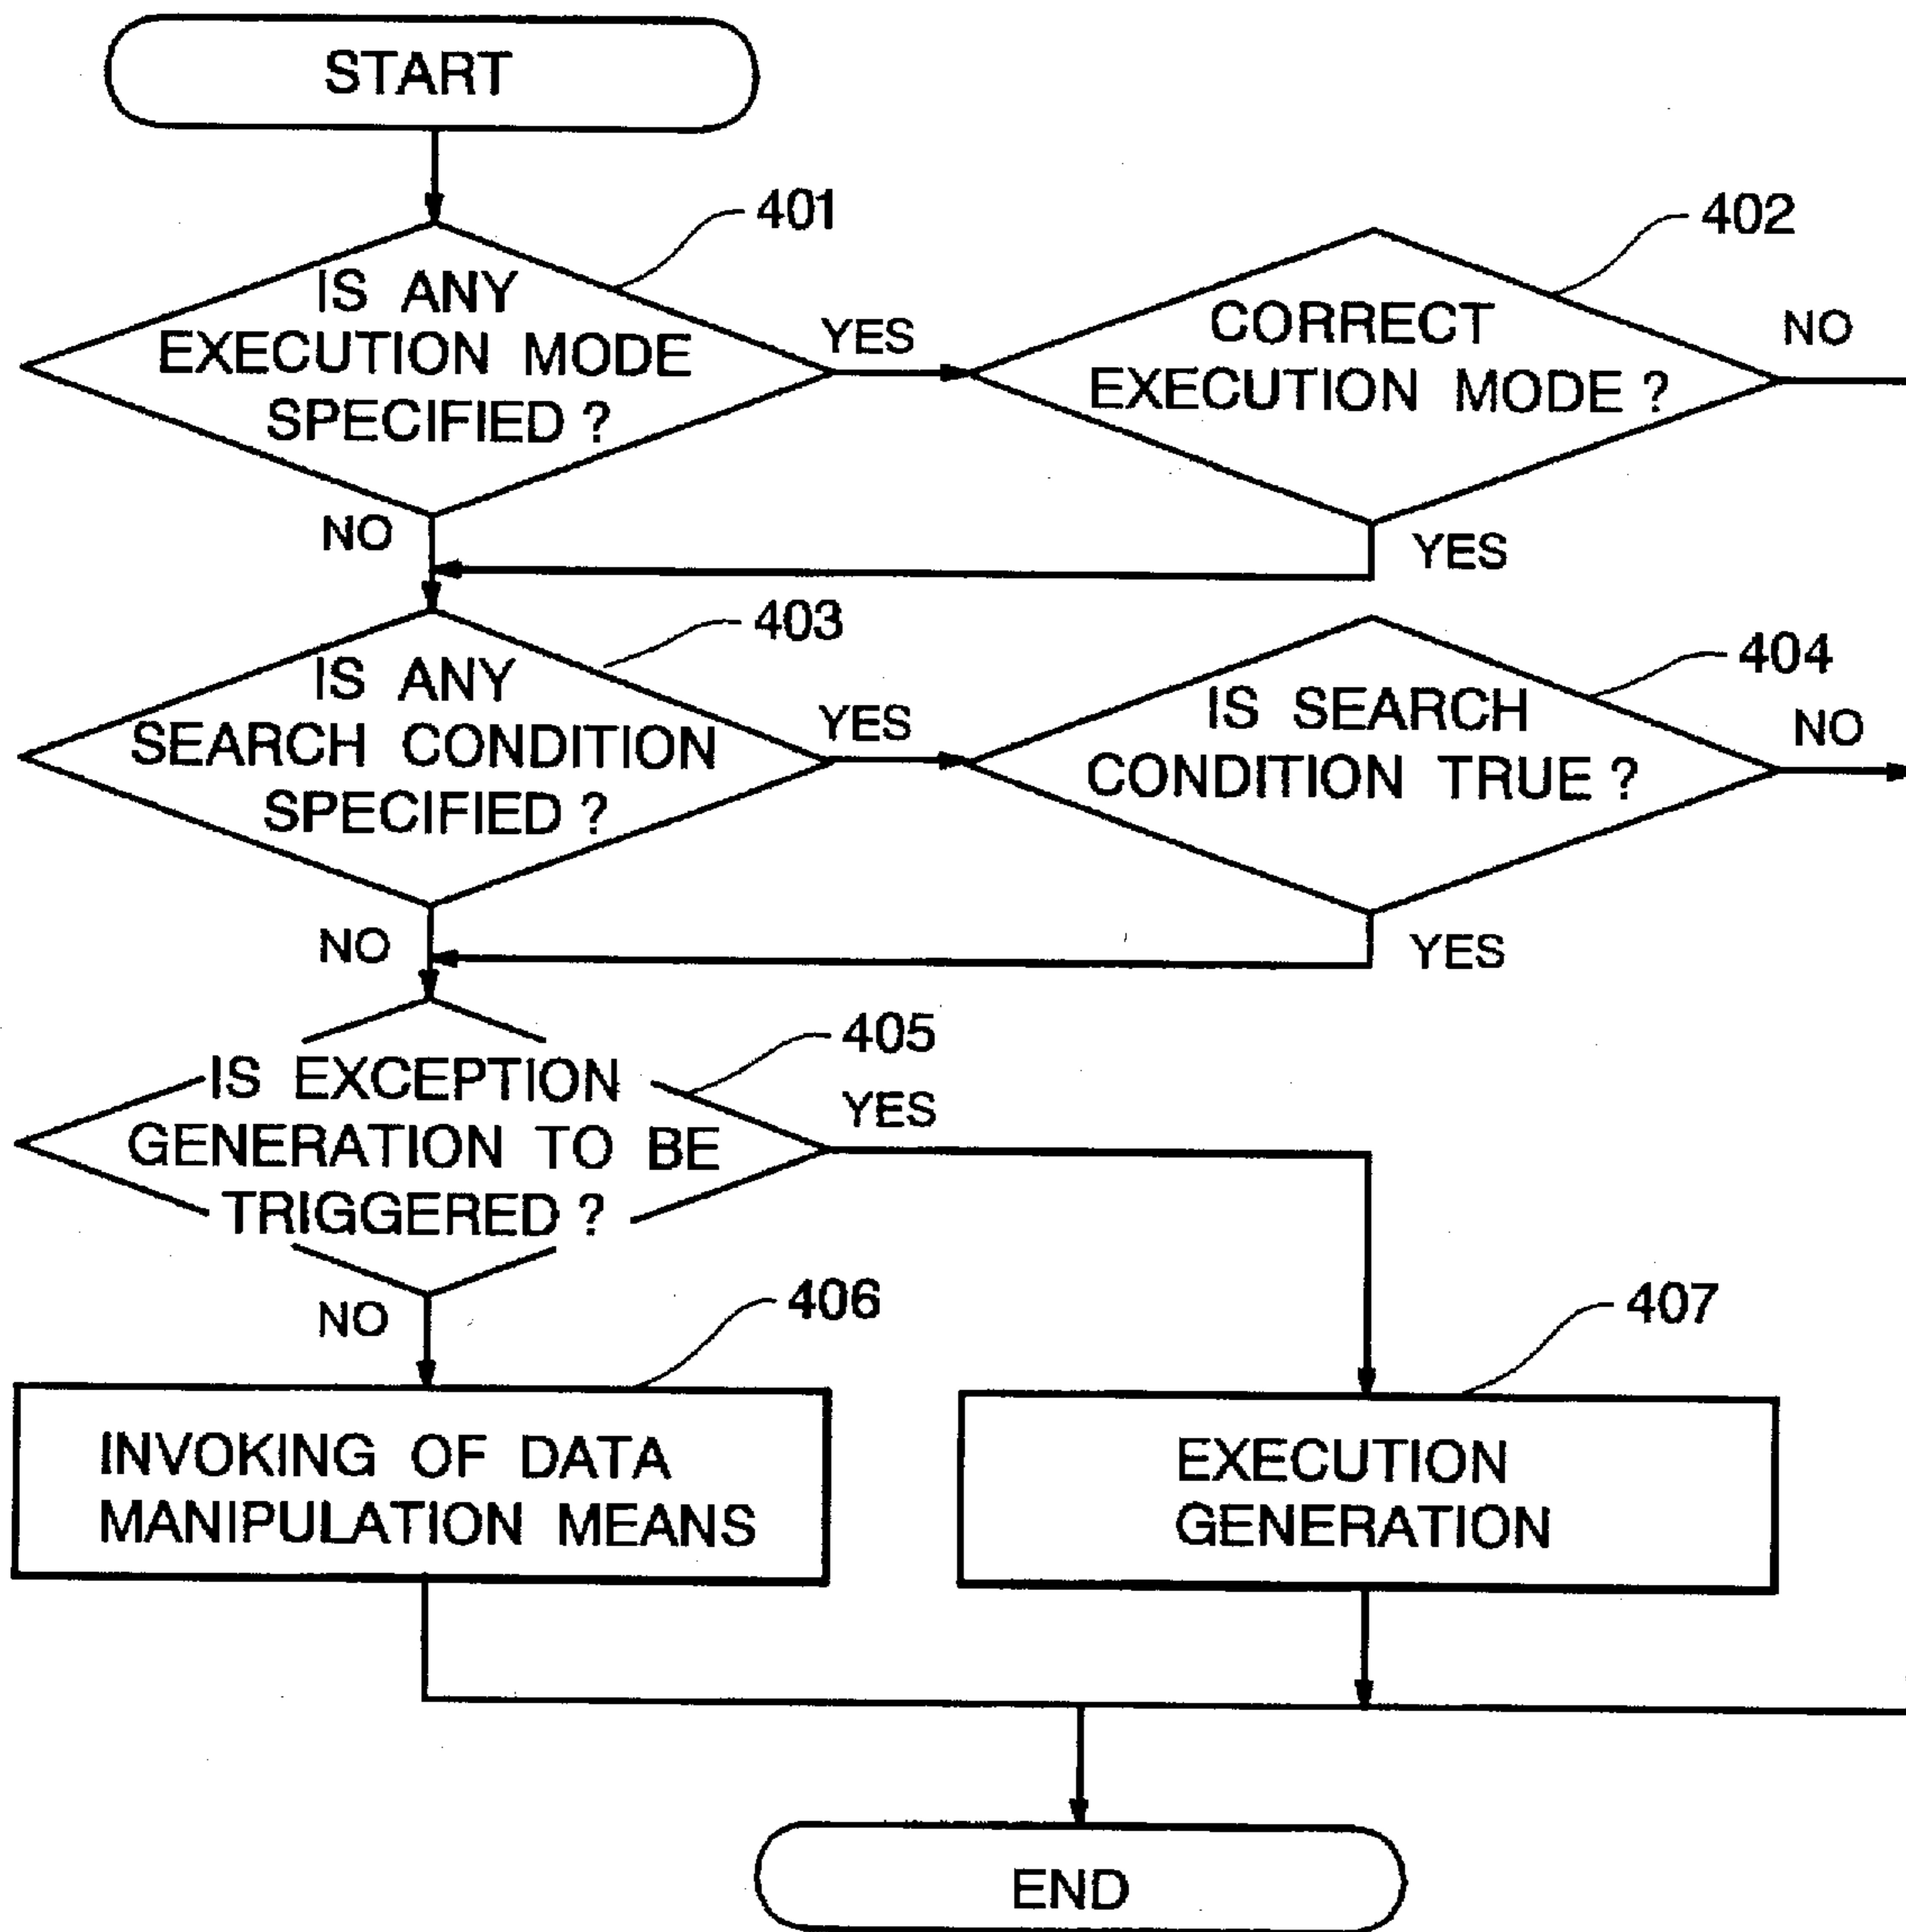 START
401
IS ANY
EXECUTION MODE
SPECIFIED ?
YES
402
CORRECT
EXECUTION MODE ?
NO
NO
YES
403
IS ANY
SEARCH CONDITION
SPECIFIED ?
YES
404
IS SEARCH
CONDITION TRUE ?
NO
NO
YES
405
IS EXCEPTION
GENERATION TO BE
TRIGGERED ?
YES
NO
406
INVOKING OF DATA
MANIPULATION MEANS
407
EXECUTION
GENERATION
END